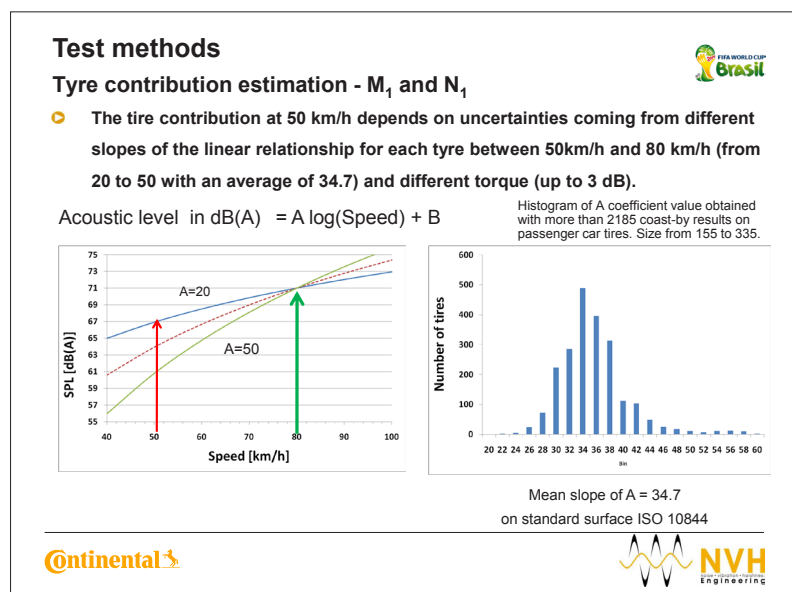 Test methods
FIFA WORLD CUP
Brasil
Tyre contribution estimation - M1 and N1
The tire contribution at 50 km/h depends on uncertainties coming from different
slopes of the linear relationship for each tyre between 50km/h and 80 km/h (from
20 to 50 with an average of 34.7) and different torque (up to 3 dB).
Acoustic level in dB(A) = A log(Speed) + B
Histogram of A coefficient value obtained
with more than 2185 coast-by results on
passenger car tires. Size from 155 to 335.
SPL [dB(A)]
75
73
71
69
67
65
63
61
59
57
55
A=20
A=50
40 50 60 70 80 90 100
Speed [km/h]
Number of tires
600
500
400
300
200
100
0
20 22 24 26 28 30 32 34 36 38 40 42 44 46 48 50 52 54 56 58 60
Bin
Mean slope of A = 34.7
on standard surface ISO 10844
Continental
NVH
noise • vibration • harshness
Engineering